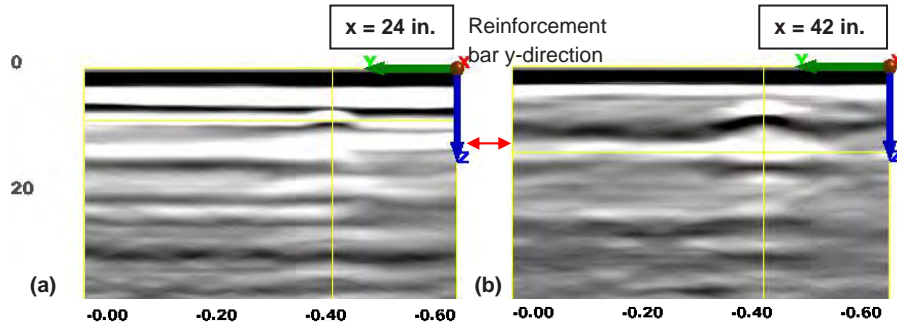 x = 24 in.
Reinforcement
bar y-direction
x = 42 in.
0
Y
X
Y
X
Z
Z
20
(a)
(b)
-0.00 -0.20 -0.40 -0.60
-0.00 -0.20 -0.40 -0.60